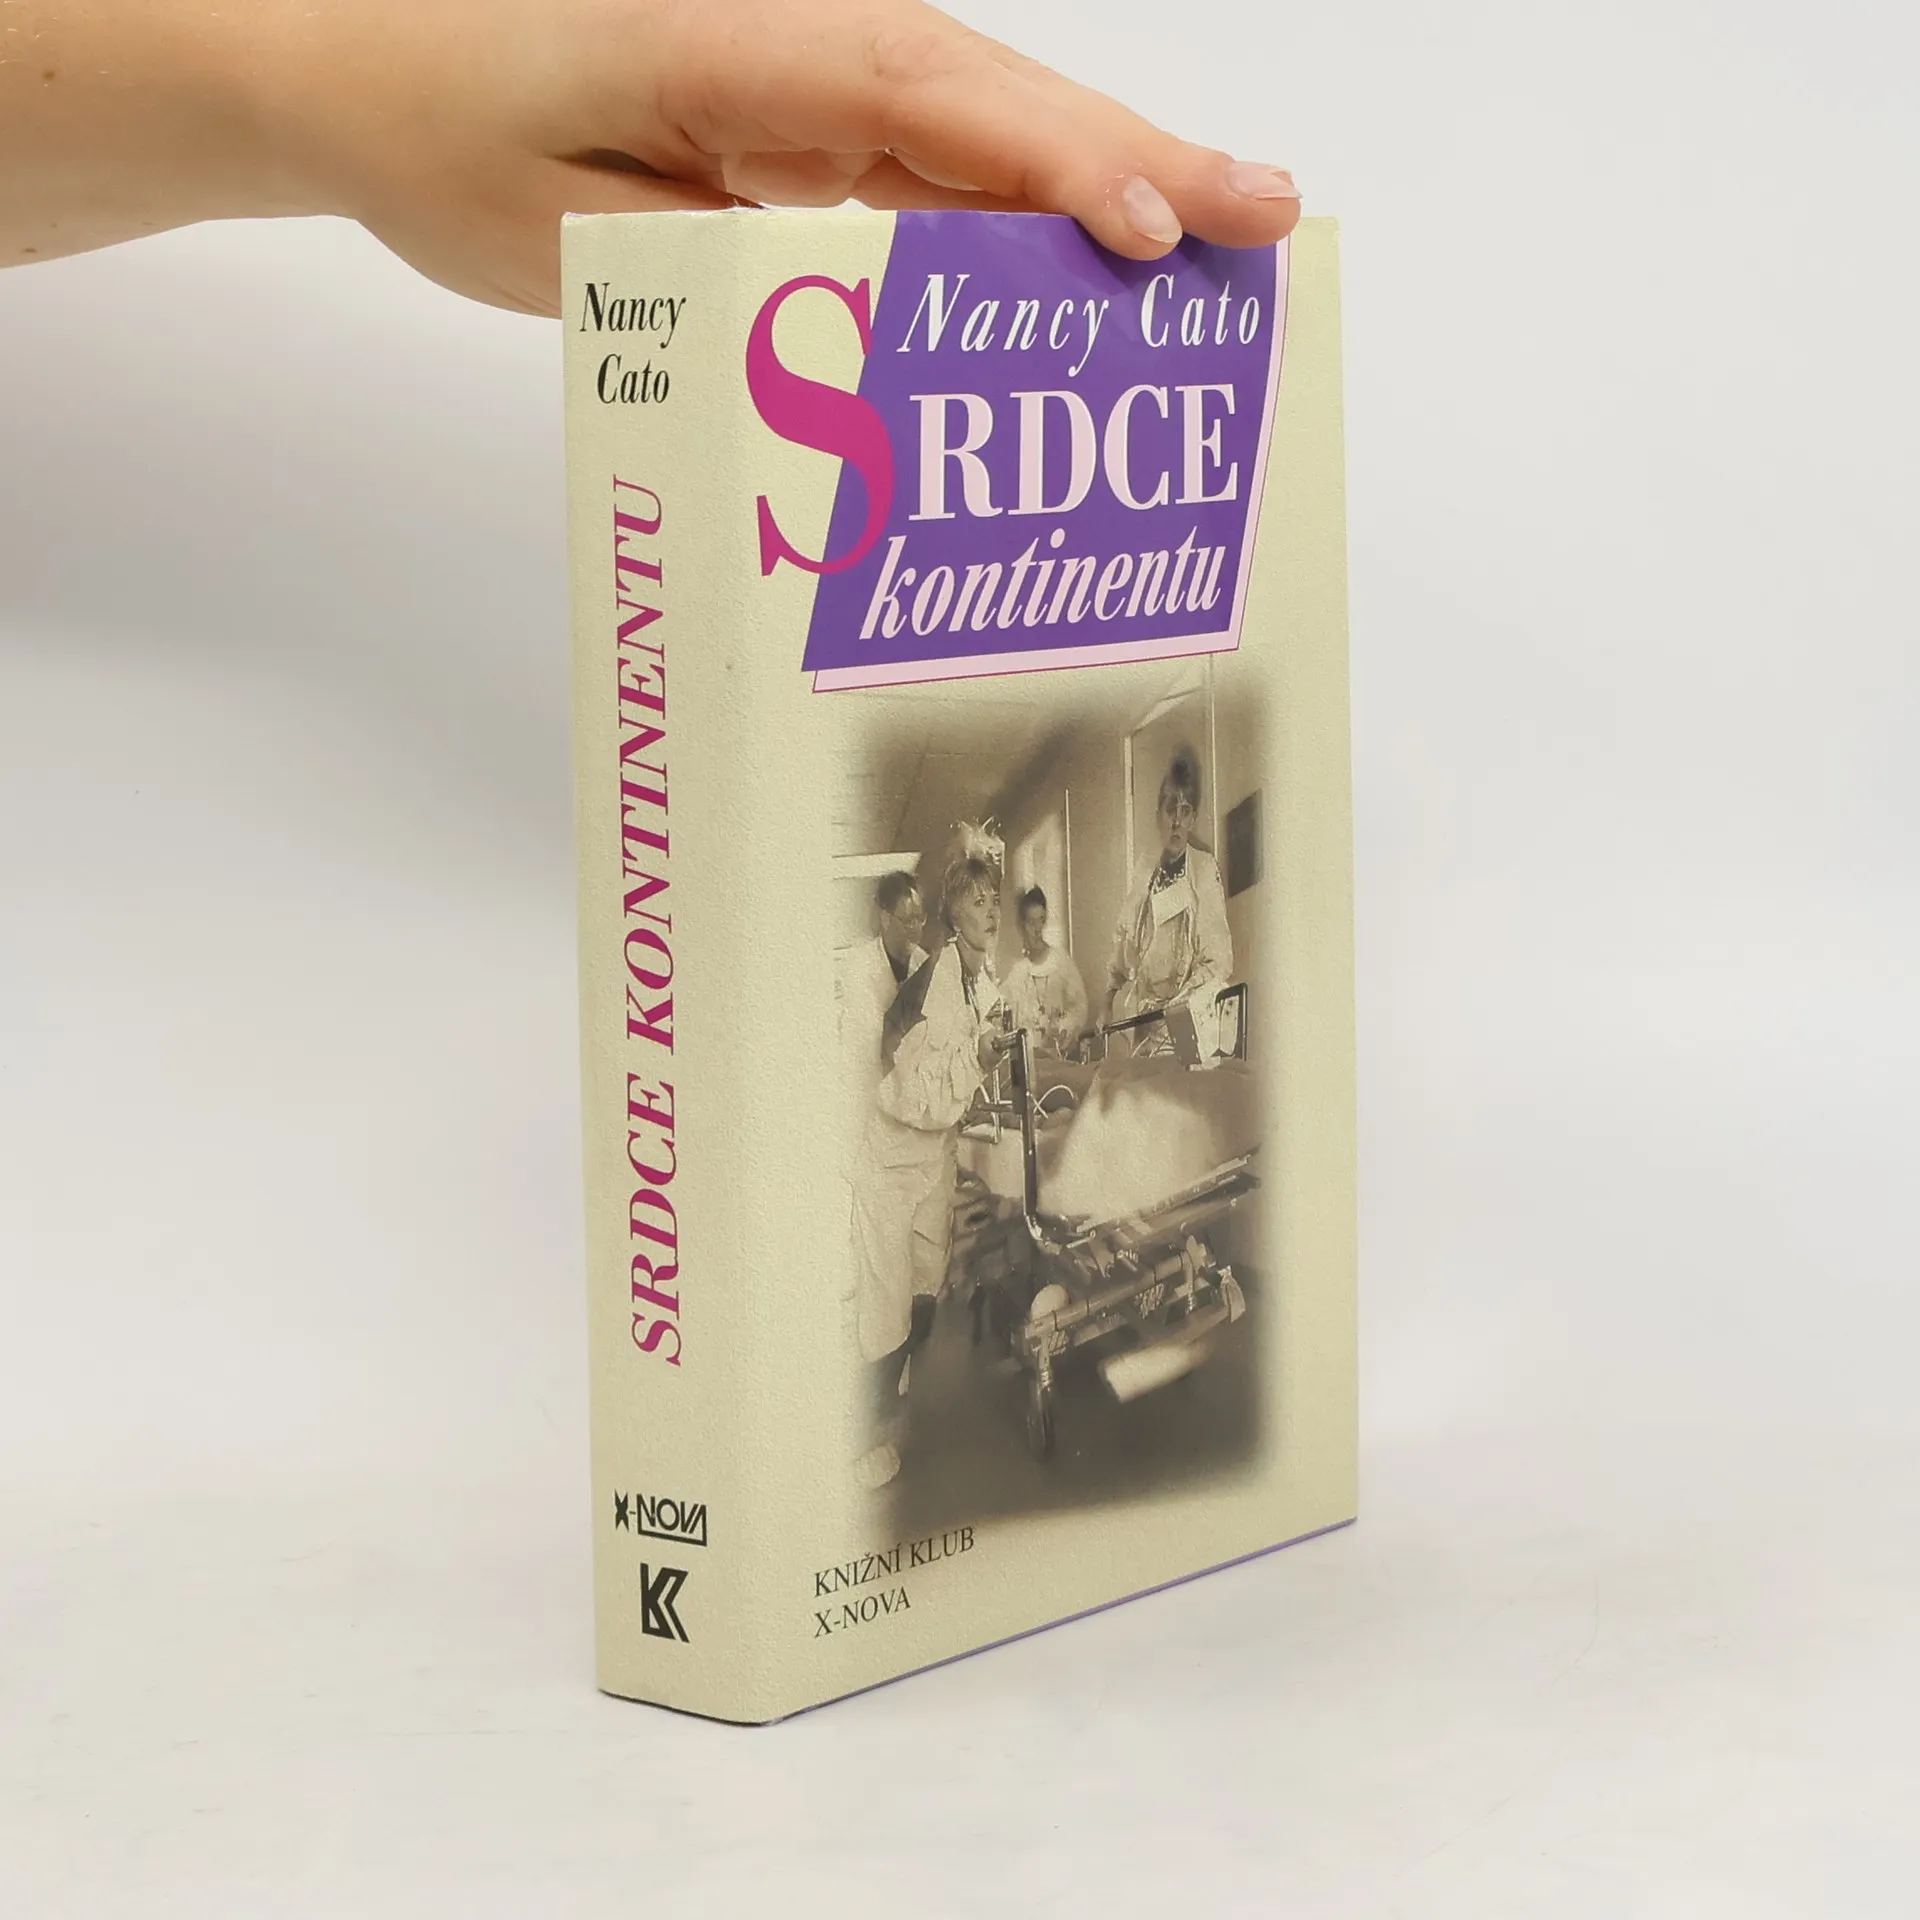 Nancy
Cato
SRDCE KONTINENTU
X-NOVA
K
Nancy Cato
SRDCE
kontinentu
KNIŽNÍ KLUB
X-NOVA